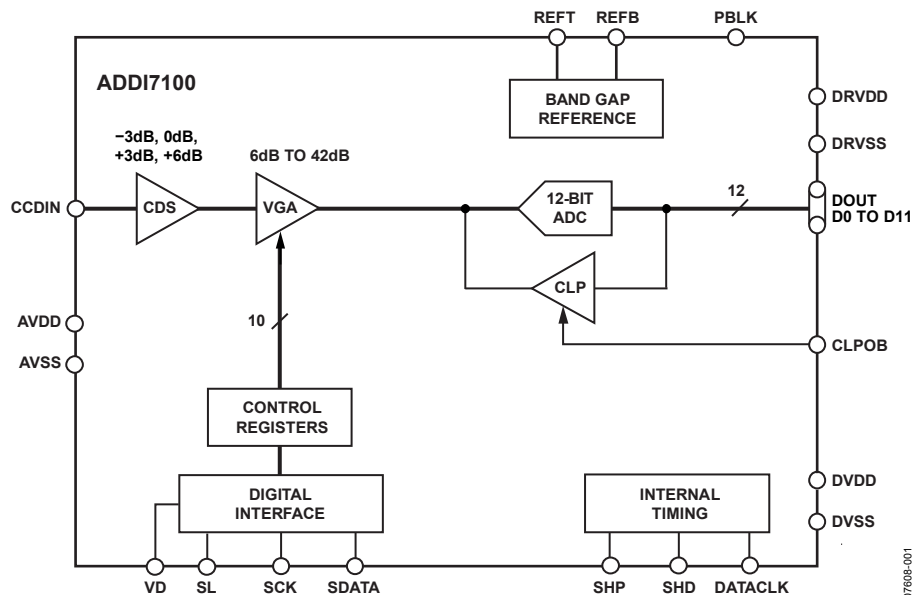 REFT REFB PBLK
ADDI7100
BAND GAP
REFERENCE
DRVDD
−3dB, 0dB,
+3dB, +6dB
6dB TO 42dB
DRVSS
CCDIN
CDS
VGA
12-BIT
ADC
12
DOUT
D0 TO D11
CLP
10
AVDD
CLPOB
AVSS
CONTROL
REGISTERS
DIGITAL
INTERFACE
INTERNAL
TIMING
DVDD
DVSS
VD SL SCK SDATA SHP SHD DATACLK
07608-001